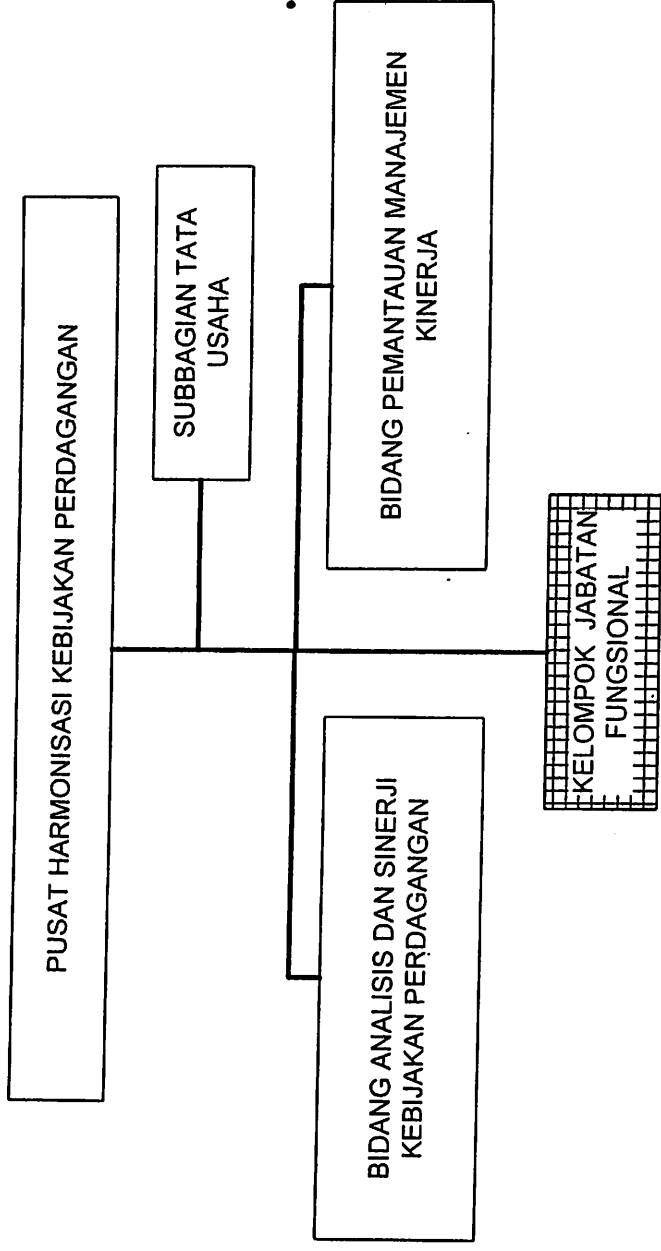 PUSAT HARMONISASI KEBIJAKAN PERDAGANGAN
SUBBAGIAN TATA
USAHA
BIDANG ANALISIS DAN SINERJI
KEBIJAKAN PERDAGANGAN
BIDANG PEMANTAUAN MANAJEMEN
KINERJA
KELOMPOK JABATAN
FUNGSIONAL